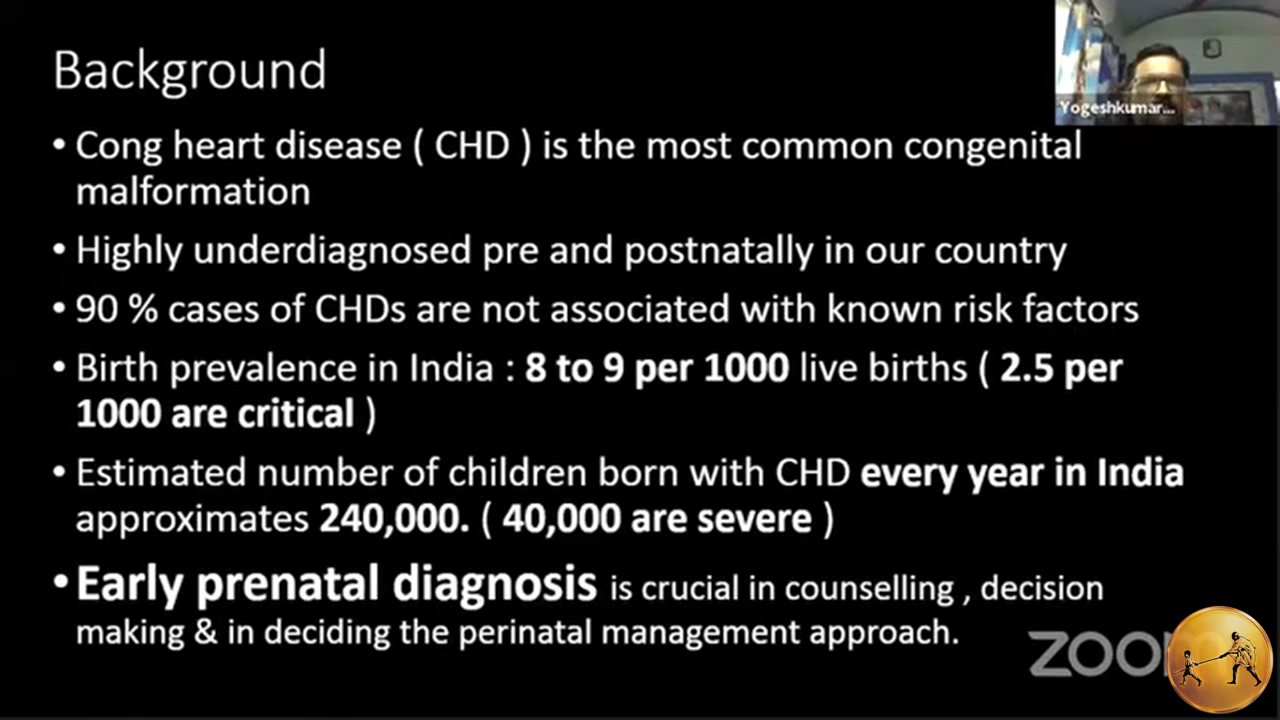 Background
Yogeshkumar...
• Cong heart disease ( CHD ) is the most common congenital
malformation
• Highly underdiagnosed pre and postnatally in our country
• 90 % cases of CHDs are not associated with known risk factors
• Birth prevalence in India : 8 to 9 per 1000 live births ( 2.5 per
1000 are critical )
• Estimated number of children born with CHD every year in India
approximates 240,000. ( 40,000 are severe )
• Early prenatal diagnosis is crucial in counselling , decision
making & in deciding the perinatal management approach.
zoom